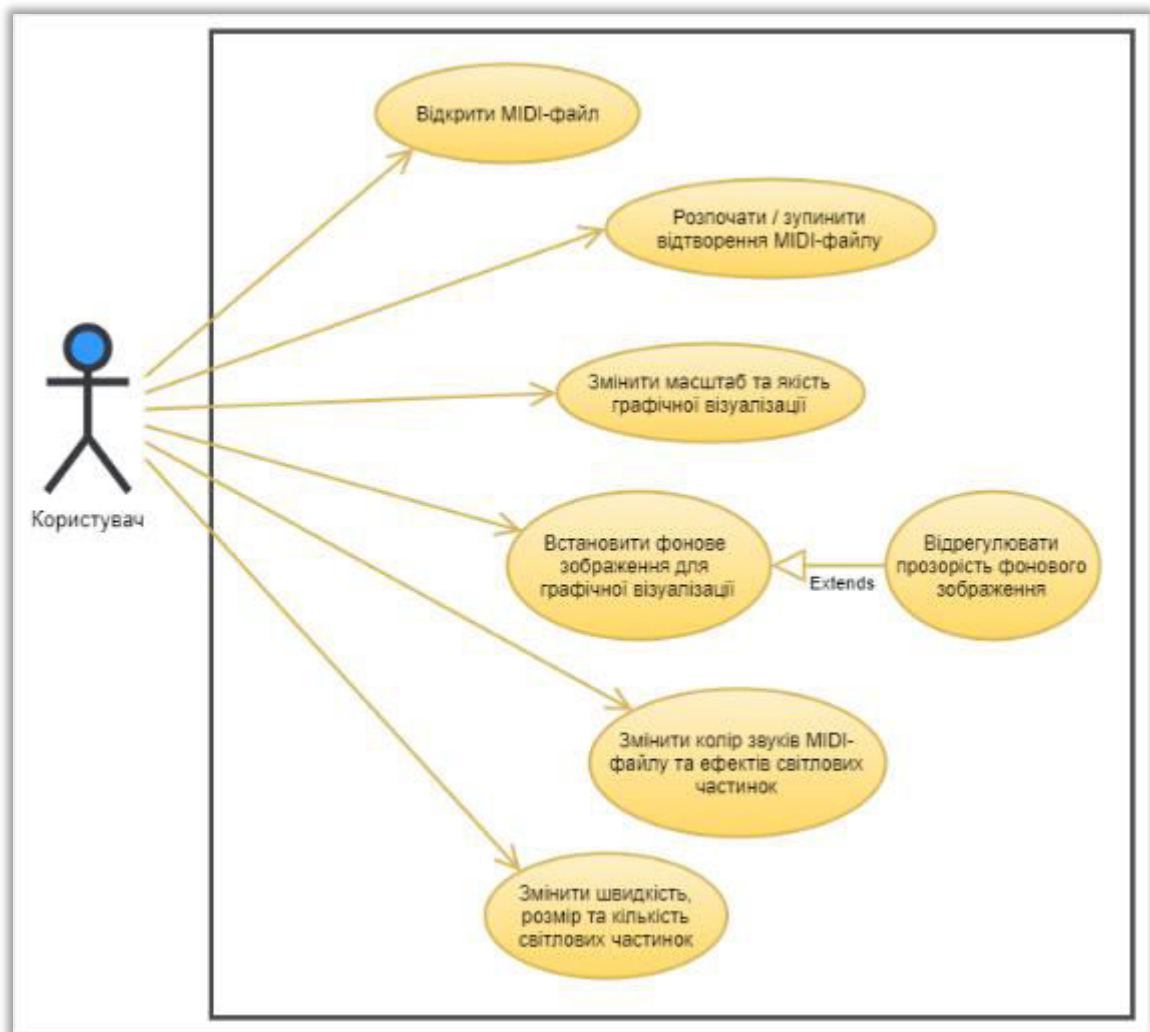 Відкрити MIDI-файл
Розпочати / зупинити
відтворення MIDI-файлу
Змінити масштаб та якість
графічної візуалізації
Користувач
Встановити фонове
зображення для
графічної візуалізації
Extends
Відрегулювати
прозорість фонового
зображення
Змінити колір звуків MIDI-
файлу та ефектів світлових
частинок
Змінити швидкість,
розмір та кількість
світлових частинок